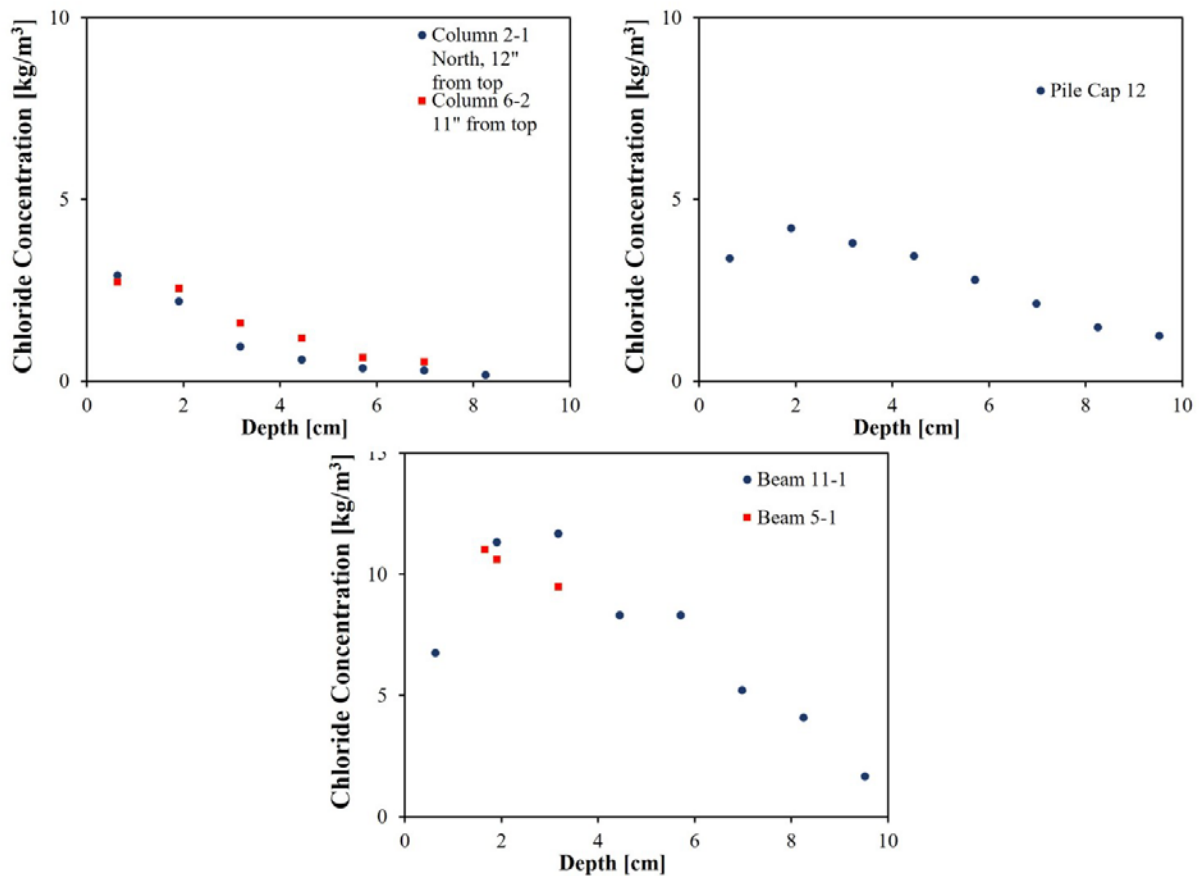 Chloride Concentration [kg/m³]
10
5
0
Column 2-1
North, 12"
from top
Column 6-2
11" from top
0 2 4 6 8 10
Depth [cm]
Chloride Concentration [kg/m³]
10
5
0
Pile Cap 12
0 2 4 6 8 10
Depth [cm]
Chloride Concentration [kg/m³]
15
10
5
0
Beam 11-1
Beam 5-1
0 2 4 6 8 10
Depth [cm]